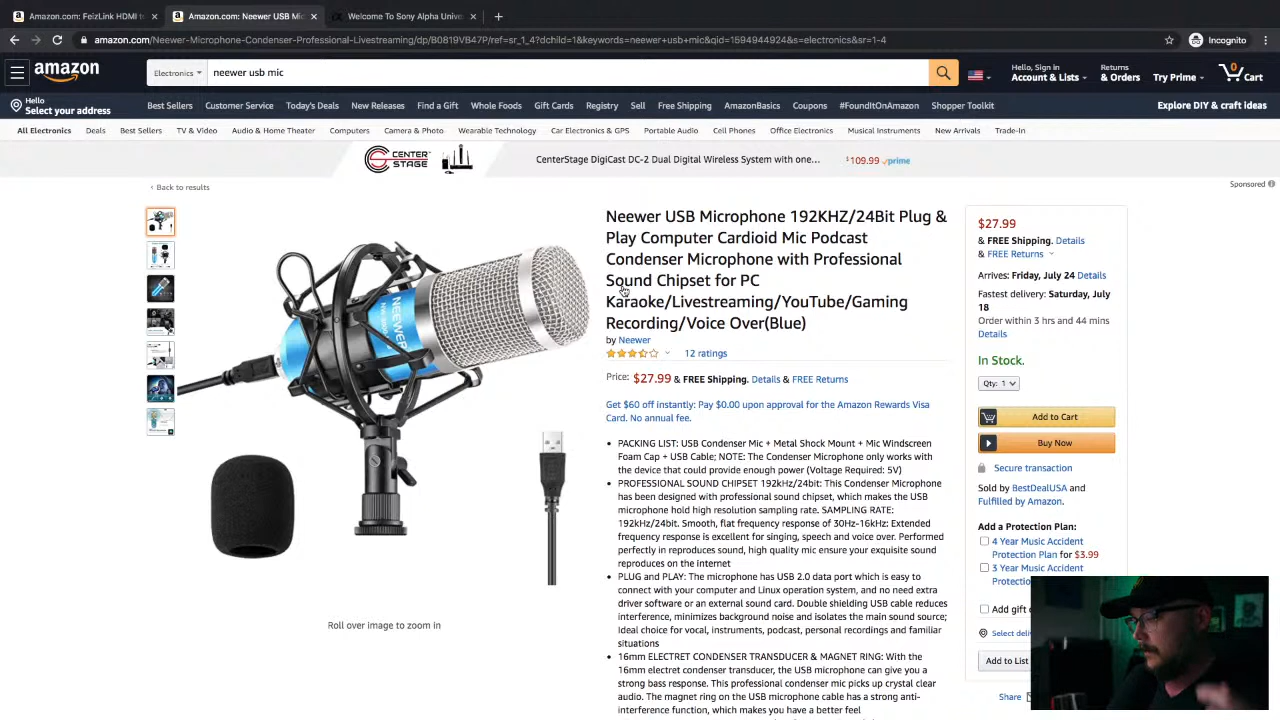 Amazon.com: FeizLink HDMI t
Amazon.com: Neewer USB Mic
Welcome To Sony Alpha Unive
amazon.com/Neewer-Microphone-Condenser-Professional-Livestreaming/dp/B0819VB47P/ref=sr_1_4?dchild=1&keywords=neewer+usb+mic&qid=1594944924&s=electronics&sr=1-4
Incognito
amazon
Electronics
neewer usb mic
Hello, Sign in
Account & Lists
Returns
& Orders
Try Prime
0
Cart
Hello
Select your address
Best Sellers
Customer Service
Today's Deals
New Releases
Find a Gift
Whole Foods
Gift Cards
Registry
Sell
Free Shipping
AmazonBasics
Coupons
#FoundItOnAmazon
Shopper Toolkit
Explore DIY & craft ideas
All Electronics
Deals
Best Sellers
TV & Video
Audio & Home Theater
Computers
Camera & Photo
Wearable Technology
Car Electronics & GPS
Portable Audio
Cell Phones
Office Electronics
Musical Instruments
New Arrivals
Trade-In
CENTER
STAGE
CenterStage DigiCast DC-2 Dual Digital Wireless System with one...
$109.99 prime
Sponsored
‹ Back to results
NEEWER
Roll over image to zoom in
Neewer USB Microphone 192KHZ/24Bit Plug &
Play Computer Cardioid Mic Podcast
Condenser Microphone with Professional
Sound Chipset for PC
Karaoke/Livestreaming/YouTube/Gaming
Recording/Voice Over(Blue)
by Neewer
12 ratings
Price: $27.99 & FREE Shipping. Details & FREE Returns
Get $60 off instantly: Pay $0.00 upon approval for the Amazon Rewards Visa
Card. No annual fee.
• PACKING LIST: USB Condenser Mic + Metal Shock Mount + Mic Windscreen
Foam Cap + USB Cable; NOTE: The Condenser Microphone only works with
the device that could provide enough power (Voltage Required: 5V)
• PROFESSIONAL SOUND CHIPSET 192kHz/24bit: This Condenser Microphone
has been designed with professional sound chipset, which makes the USB
microphone hold high resolution sampling rate. SAMPLING RATE:
192kHz/24bit. Smooth, flat frequency response of 30Hz-16kHz: Extended
frequency response is excellent for singing, speech and voice over. Performed
perfectly in reproduces sound, high quality mic ensure your exquisite sound
reproduces on the internet
• PLUG and PLAY: The microphone has USB 2.0 data port which is easy to
connect with your computer and Linux operation system, and no need extra
driver software or an external sound card. Double shielding USB cable reduces
interference, minimizes background noise and isolates the main sound source;
Ideal choice for vocal, instruments, podcast, personal recordings and familiar
situations
• 16mm ELECTRET CONDENSER TRANSDUCER & MAGNET RING: With the
16mm electret condenser transducer, the USB microphone can give you a
strong bass response. This professional condenser mic picks up crystal clear
audio. The magnet ring on the USB microphone cable has a strong anti-
interference function, which makes you have a better feel
$27.99
& FREE Shipping. Details
& FREE Returns
Arrives: Friday, July 24 Details
Fastest delivery: Saturday, July
18
Order within 3 hrs and 44 mins
Details
In Stock.
Qty: 1
Add to Cart
Buy Now
Secure transaction
Sold by BestDealUSA and
Fulfilled by Amazon.
Add a Protection Plan:
4 Year Music Accident
Protection Plan for $3.99
3 Year Music Accident
Protectio
Add gift
Select deli
Add to List
Share